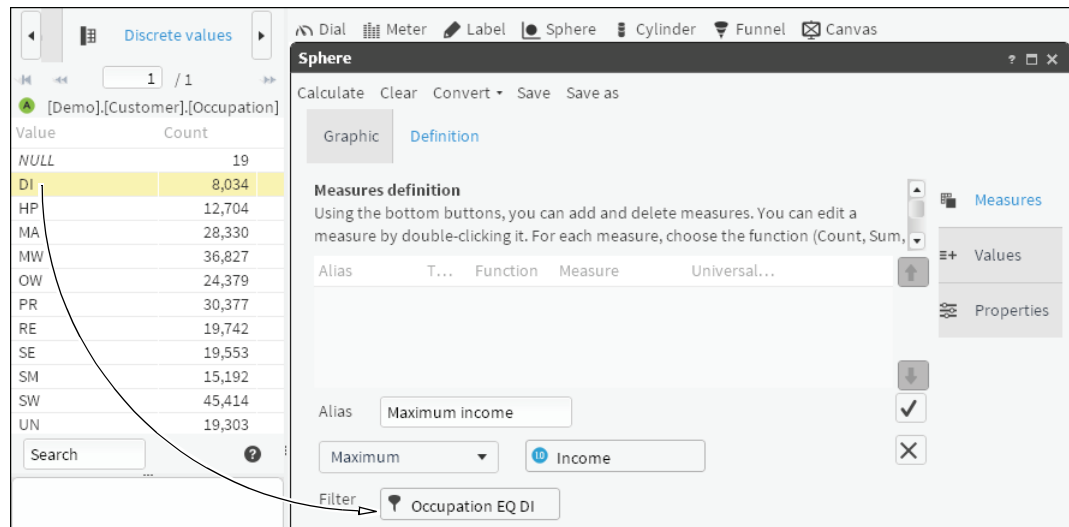 Discrete values
1 / 1
[Demo].[Customer].[Occupation]
Value Count
NULL 19
DI 8,034
HP 12,704
MA 28,330
MW 36,827
OW 24,379
PR 30,377
RE 19,742
SE 19,553
SM 15,192
SW 45,414
UN 19,303
Search ?
Dial Meter Label Sphere Cylinder Funnel Canvas
Sphere ?
Calculate Clear Convert Save Save as
Graphic Definition
Measures definition
Using the bottom buttons, you can add and delete measures. You can edit a
measure by double-clicking it. For each measure, choose the function (Count, Sum,
Alias T... Function Measure Universal...
Alias Maximum income
Maximum 1.0 Income
Filter Occupation EQ DI
Measures
Values
Properties